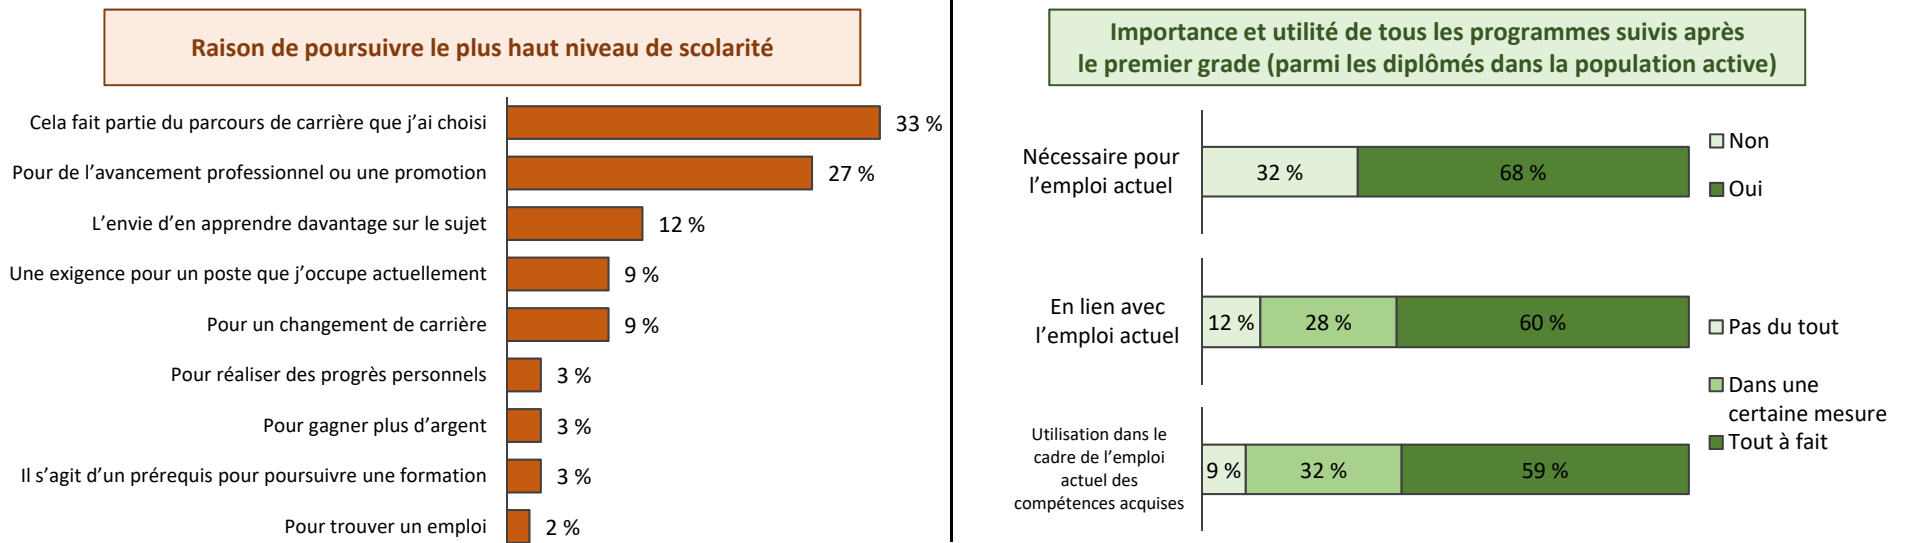 Raison de poursuivre le plus haut niveau de scolarité
Cela fait partie du parcours de carrière que j’ai choisi
33 %
Pour de l’avancement professionnel ou une promotion
27 %
L’envie d’en apprendre davantage sur le sujet
12 %
Une exigence pour un poste que j’occupe actuellement
9 %
Pour un changement de carrière
9 %
Pour réaliser des progrès personnels
3 %
Pour gagner plus d’argent
3 %
Il s’agit d’un prérequis pour poursuivre une formation
3 %
Pour trouver un emploi
2 %
Importance et utilité de tous les programmes suivis après
le premier grade (parmi les diplômés dans la population active)
Nécessaire pour
l’emploi actuel
32 %
68 %
Non
Oui
En lien avec
l’emploi actuel
12 %
28 %
60 %
Utilisation dans le
cadre de l’emploi
actuel des
compétences acquises
9 %
32 %
59 %
Pas du tout
Dans une
certaine mesure
Tout à fait